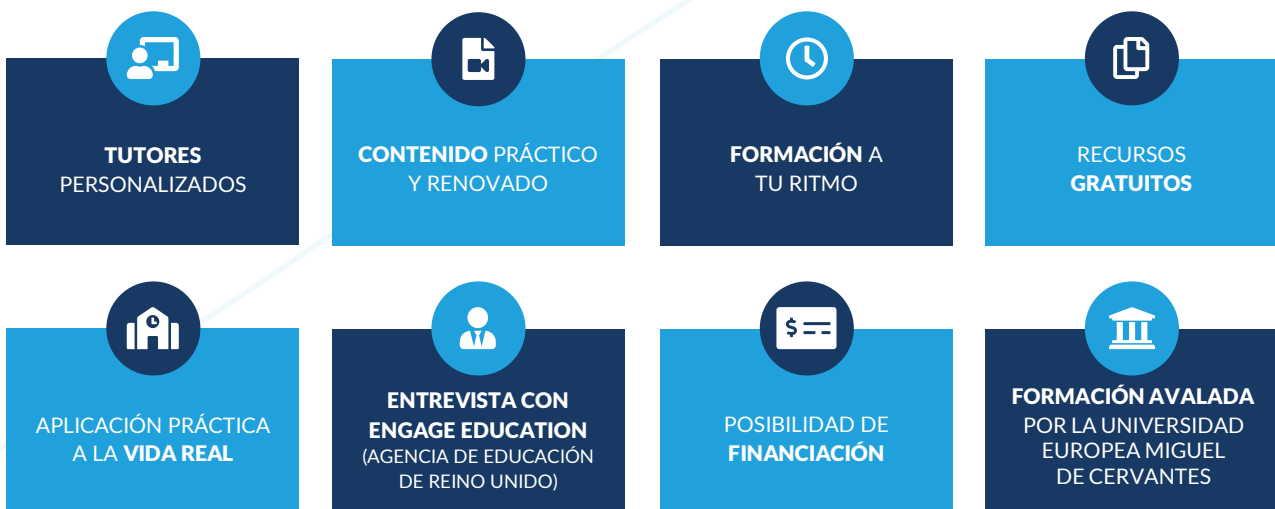 TUTORES
PERSONALIZADOS
CONTENIDO PRÁCTICO
Y RENOVADO
FORMACIÓN A
TU RITMO
RECURSOS
GRATUITOS
APLICACIÓN PRÁCTICA
A LA VIDA REAL
ENTREVISTA CON
ENGAGE EDUCATION
(AGENCIA DE EDUCACIÓN
DE REINO UNIDO)
$
POSIBILIDAD DE
FINANCIACIÓN
FORMACIÓN AVALADA
POR LA UNIVERSIDAD
EUROPEA MIGUEL
DE CERVANTES